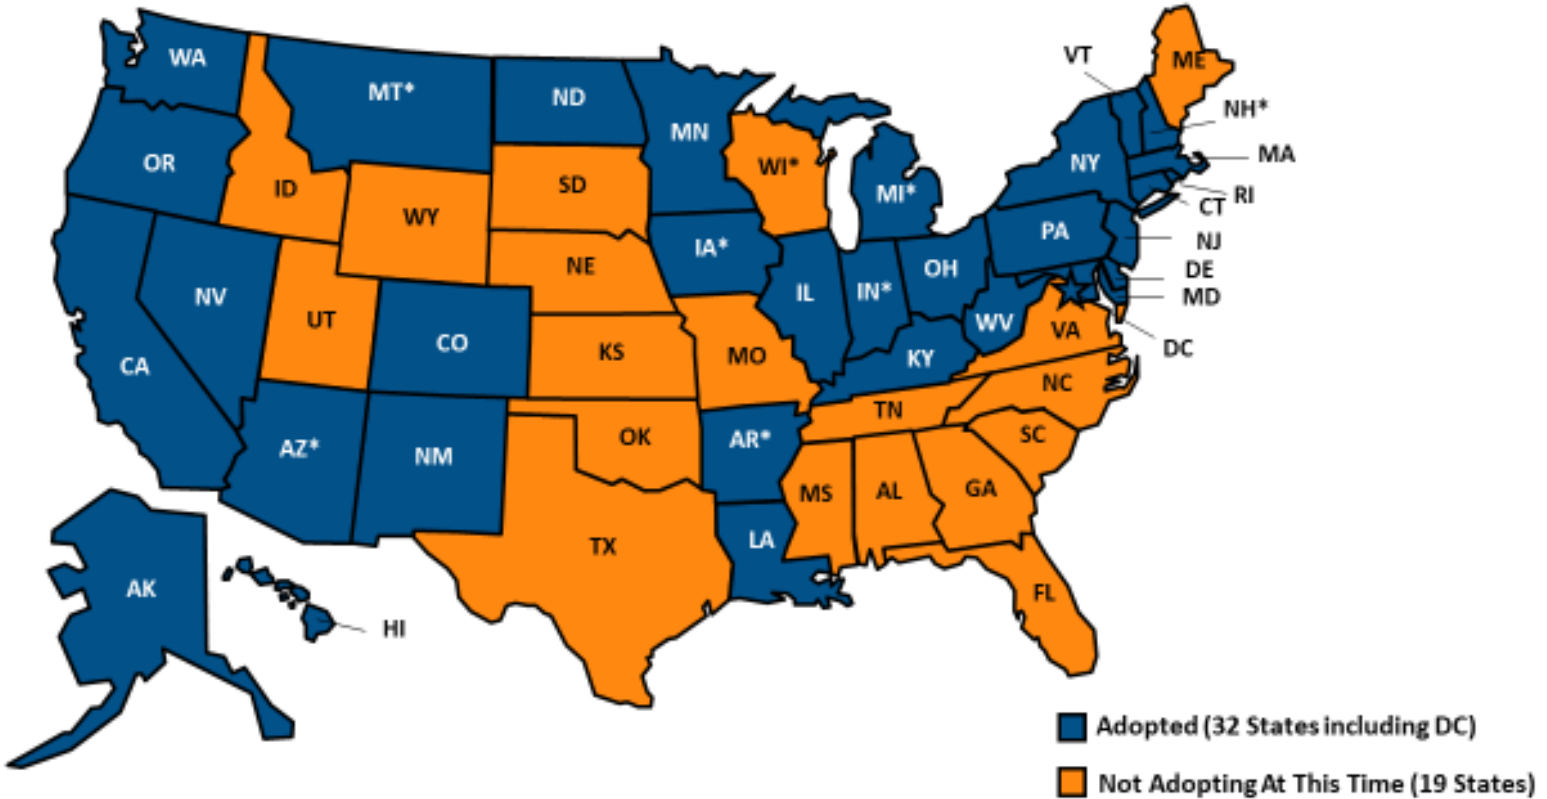 VT
WA
ME
MT*
ND
NH*
MN
MA
OR
NY
WI*
ID
SD
MI*
RI
CT
WY
PA
NJ
IA*
NE
OH
DE
NV
IL
IN*
MD
UT
WV
VA
CO
DC
KS
MO
KY
CA
NC
TN
OK
SC
AR*
AZ*
NM
MS
AL
GA
LA
TX
AK
FL
HI
Adopted (32 States including DC)
Not Adopting At This Time (19 States)